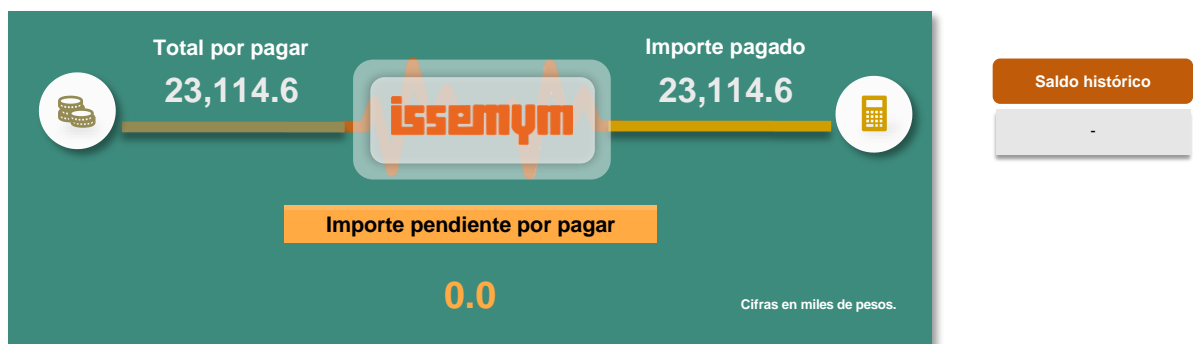 Total por pagar
23,114.6
issemym
Importe pagado
23,114.6
Importe pendiente por pagar
0.0
Cifras en miles de pesos.
Saldo histórico
-